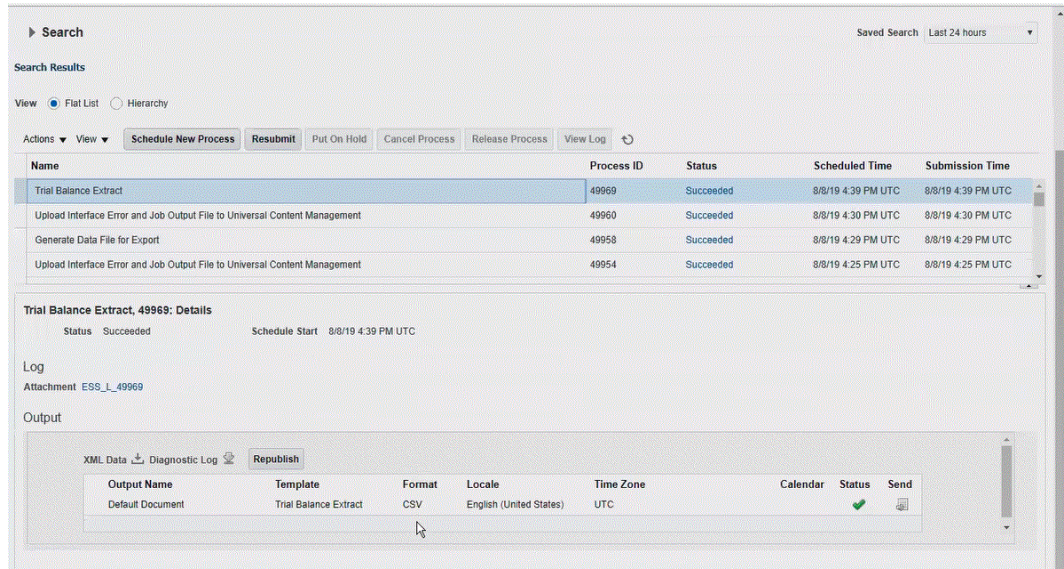 Search
Saved Search Last 24 hours
Search Results
View Flat List Hierarchy
Actions View Schedule New Process Resubmit Put On Hold Cancel Process Release Process View Log
Name Process ID Status Scheduled Time Submission Time
Trial Balance Extract 49969 Succeeded 8/8/19 4:39 PM UTC 8/8/19 4:39 PM UTC
Upload Interface Error and Job Output File to Universal Content Management 49960 Succeeded 8/8/19 4:30 PM UTC 8/8/19 4:30 PM UTC
Generate Data File for Export 49958 Succeeded 8/8/19 4:29 PM UTC 8/8/19 4:29 PM UTC
Upload Interface Error and Job Output File to Universal Content Management 49954 Succeeded 8/8/19 4:25 PM UTC 8/8/19 4:25 PM UTC
Trial Balance Extract, 49969: Details
Status Succeeded Schedule Start 8/8/19 4:39 PM UTC
Log
Attachment ESS_L_49969
Output
XML Data Diagnostic Log Republish
Output Name Template Format Locale Time Zone Calendar Status Send
Default Document Trial Balance Extract CSV English (United States) UTC